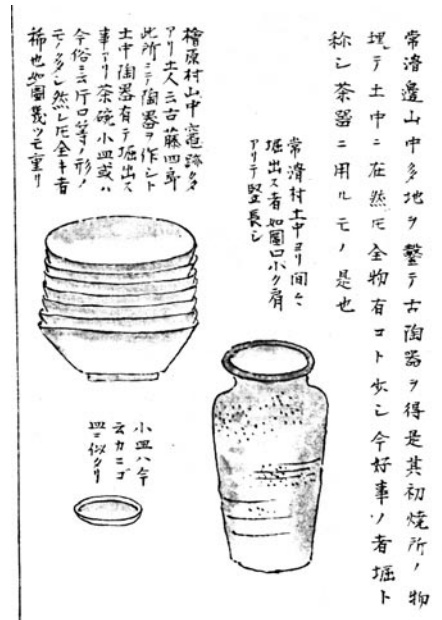 常滑邊山中多地ヲ鑿テ古陶器ヲ得是其初焼所ノ物
埋テ土中ニ在然𪜈全物有コト少シ今好事ノ者堀ト
称シ茶器ニ用ルモノ是也
常滑村土中ヨリ間々
堀出ス者如圖口小ク肩
アリテ竪長シ
檜原村山中竈跡多ク
アリ土人云古藤四郎
此所ニテ陶器ヲ作シト
土中陶器有テ堀出ス
事アリ茶碗小皿或ハ
今俗ニ云片口等ノ形ノ
モノ多シ然レ𪜈全キ者
稀也如圖幾ツモ重リ
小皿ハ今
云カニゴ
皿ニ似タリ